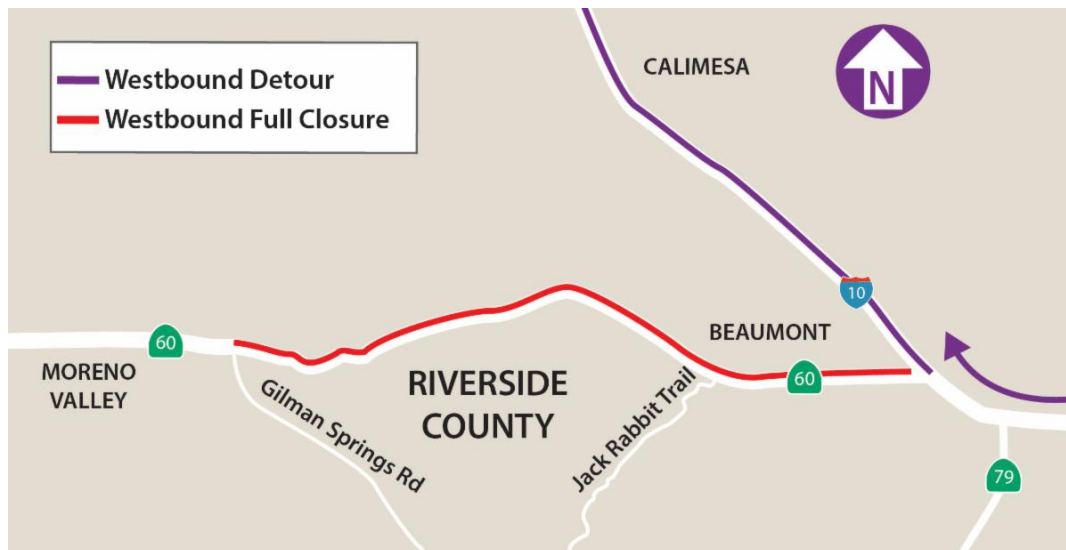 Westbound Detour
Westbound Full Closure
CALIMESA
N
10
BEAUMONT
60
MORENO
VALLEY
Gilman Springs Rd
RIVERSIDE
COUNTY
Jack Rabbit Trail
60
79